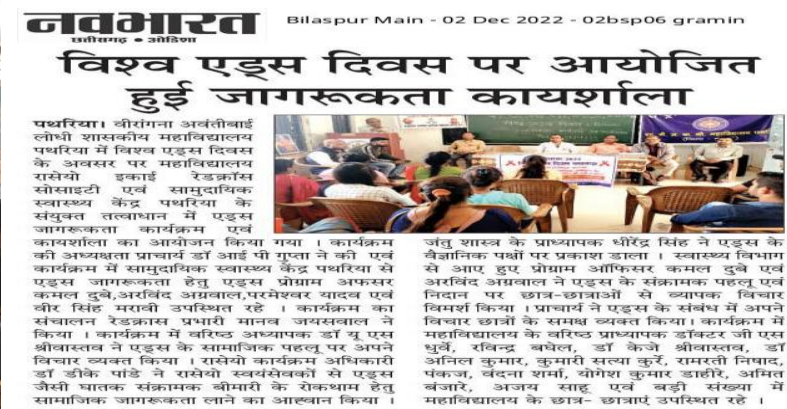 नवभारत
छत्तीसगढ़ • ओडिशा
Bilaspur Main - 02 Dec 2022 - 02bsp06 gramin
विश्व एड्स दिवस पर आयोजित
हुई जागरूकता कायर्शाला
पथरिया। वीरांगना अवंतीबाई
लोधी शासकीय महाविद्यालय
पथरिया में विश्व एड्स दिवस
के अवसर पर महाविद्यालय
रासेयो इकाई रेडक्रॉस
सोसाइटी एवं सामुदायिक
स्वास्थ्य केंद्र पथरिया के
संयुक्त तत्वाधान में एड्स
जागरूकता कार्यक्रम एवं
कार्यशाला का आयोजन किया गया । कार्यक्रम
की अध्यक्षता प्राचार्य डॉ आई पी गुप्ता ने की एवं
कार्यक्रम में सामुदायिक स्वास्थ्य केंद्र पथरिया से
एड्स जागरूकता हेतु एड्स प्रोग्राम अफसर
कमल दुबे,अरविंद अग्रवाल,परमेश्वर यादव एवं
वीर सिंह मरावी उपस्थित रहे । कार्यक्रम का
संचालन रेडक्रास प्रभारी मानव जयसवाल ने
किया । कार्यक्रम में वरिष्ठ अध्यापक डॉ यू एस
श्रीवास्तव ने एड्स के सामाजिक पहलू पर अपने
विचार व्यक्त किया । रासेयो कार्यक्रम अधिकारी
डॉ डीके पांडे ने रासेयो स्वयंसेवकों से एड्स
जैसी घातक संक्रामक बीमारी के रोकथाम हेतु
सामाजिक जागरूकता लाने का आह्वान किया ।
जंतु शास्त्र के प्राध्यापक धीरेंद्र सिंह ने एड्स के
वैज्ञानिक पक्षों पर प्रकाश डाला । स्वास्थ्य विभाग
से आए हुए प्रोग्राम ऑफिसर कमल दुबे एवं
अरविंद अग्रवाल ने एड्स के संक्रामक पहलू एवं
निदान पर छात्र-छात्राओं से व्यापक विचार
विमर्श किया । प्राचार्य ने एड्स के संबंध में अपने
विचार छात्रों के समक्ष व्यक्त किया। कार्यक्रम में
महाविद्यालय के वरिष्ठ प्राध्यापक डॉक्टर जी एस
धुर्वे, रविन्द्र बघेल, डॉ केजे श्रीवास्तव, डॉ
अनिल कुमार, कुमारी सत्या कुर्रे, रामरती निषाद,
पंकज, वंदना शर्मा, योगेश कुमार डाहीरे, अमित
बंजारे, अजय साहू एवं बड़ी संख्या में
महाविद्यालय के छात्र- छात्राएं उपस्थित रहे ।